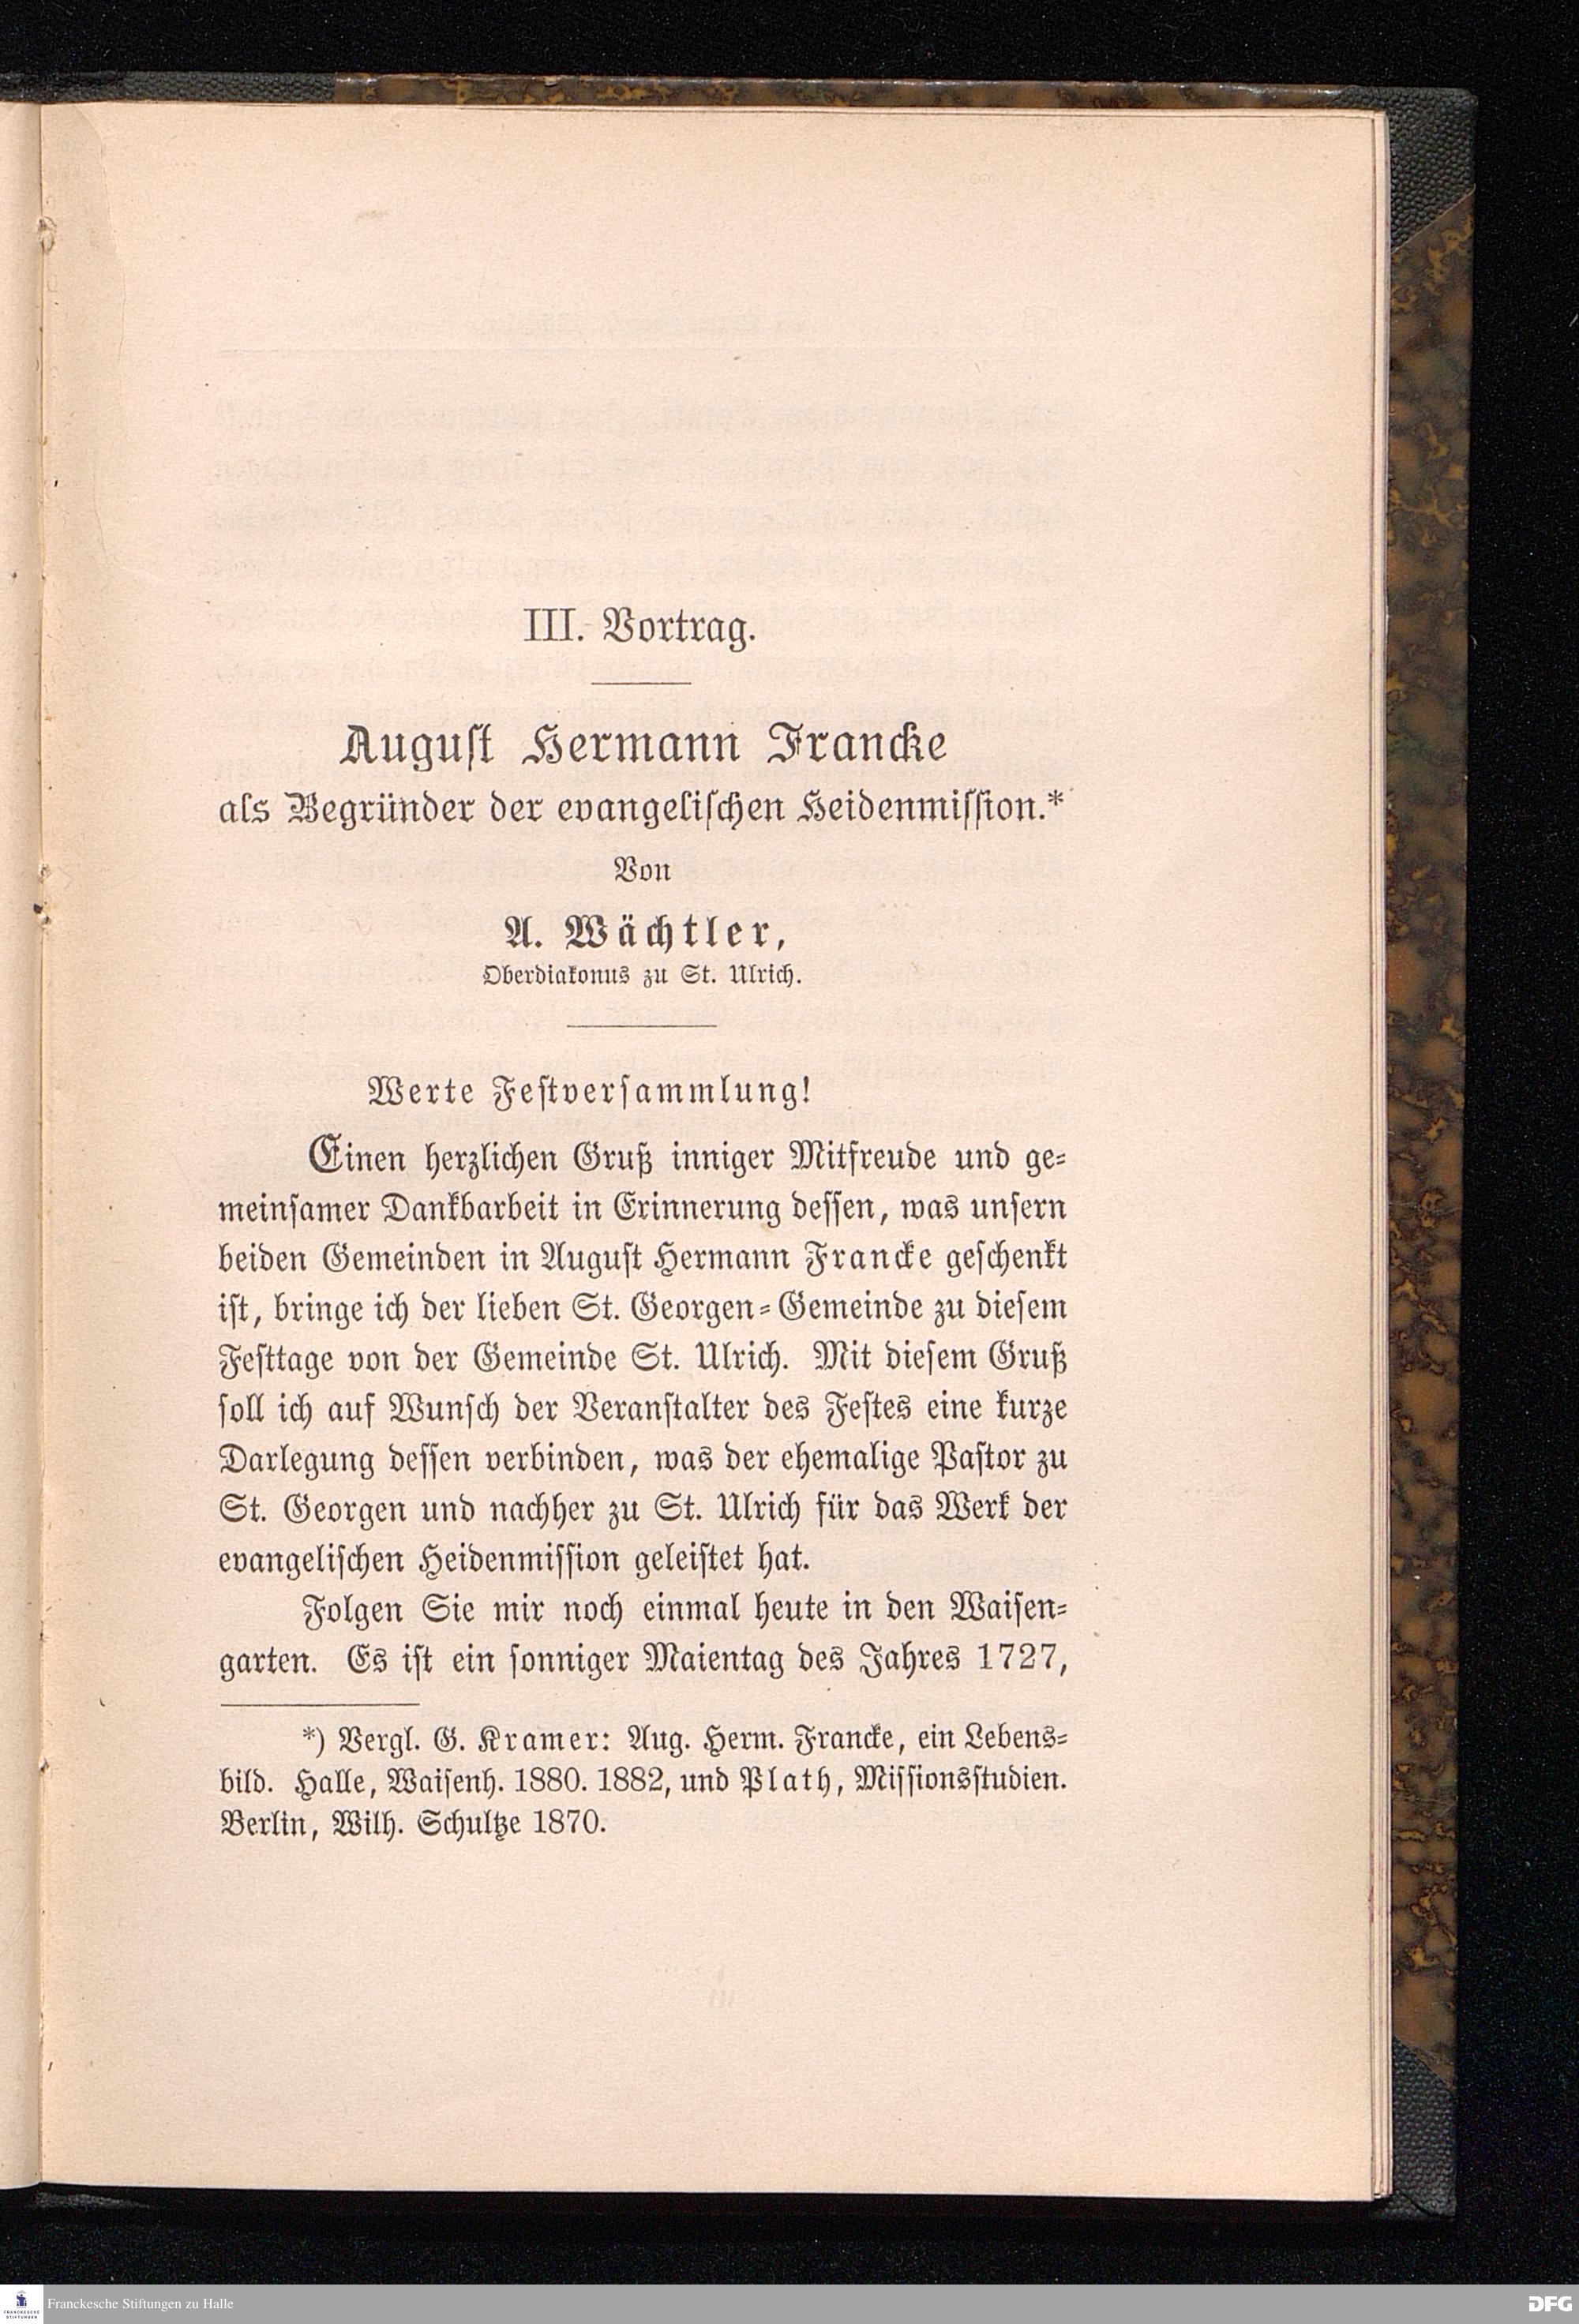 III. Vortrag.
August Hermann Francke
als Begründer der evangelischen Heidenmission.*
Von
A. Wächtler,
Oberdiakonus zu St. Ulrich.
Werte Festversammlung!
Einen herzlichen Gruß inniger Mitfreude und ge-
meinsamer Dankbarkeit in Erinnerung dessen, was unsern
beiden Gemeinden in August Hermann Francke geschenkt
ist, bringe ich der lieben St. Georgen-Gemeinde zu diesem
Festtage von der Gemeinde St. Ulrich. Mit diesem Gruß
soll ich auf Wunsch der Veranstalter des Festes eine kurze
Darlegung dessen verbinden, was der ehemalige Pastor zu
St. Georgen und nachher zu St. Ulrich für das Werk der
evangelischen Heidenmission geleistet hat.
Folgen Sie mir noch einmal heute in den Waisen-
garten. Es ist ein sonniger Maientag des Jahres 1727,
*) Vergl. G. Kramer: Aug. Herm. Francke, ein Lebens-
bild. Halle, Waisenh. 1880. 1882, und Plath, Missionsstudien.
Berlin, Wilh. Schultze 1870.
FRANCKESCHE
STIFTUNGEN
Franckesche Stiftungen zu Halle
DFG